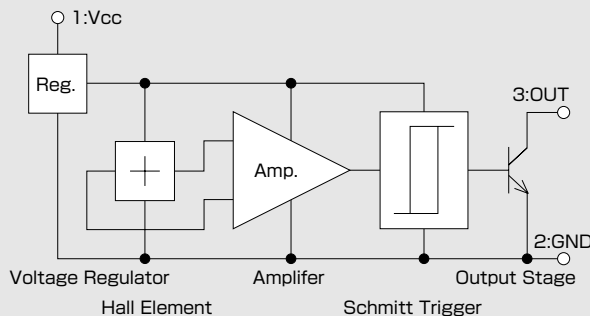 1:Vcc
Reg.
3:OUT
Amp.
2:GND
Voltage Regulator
Amplifer
Output Stage
Hall Element
Schmitt Trigger